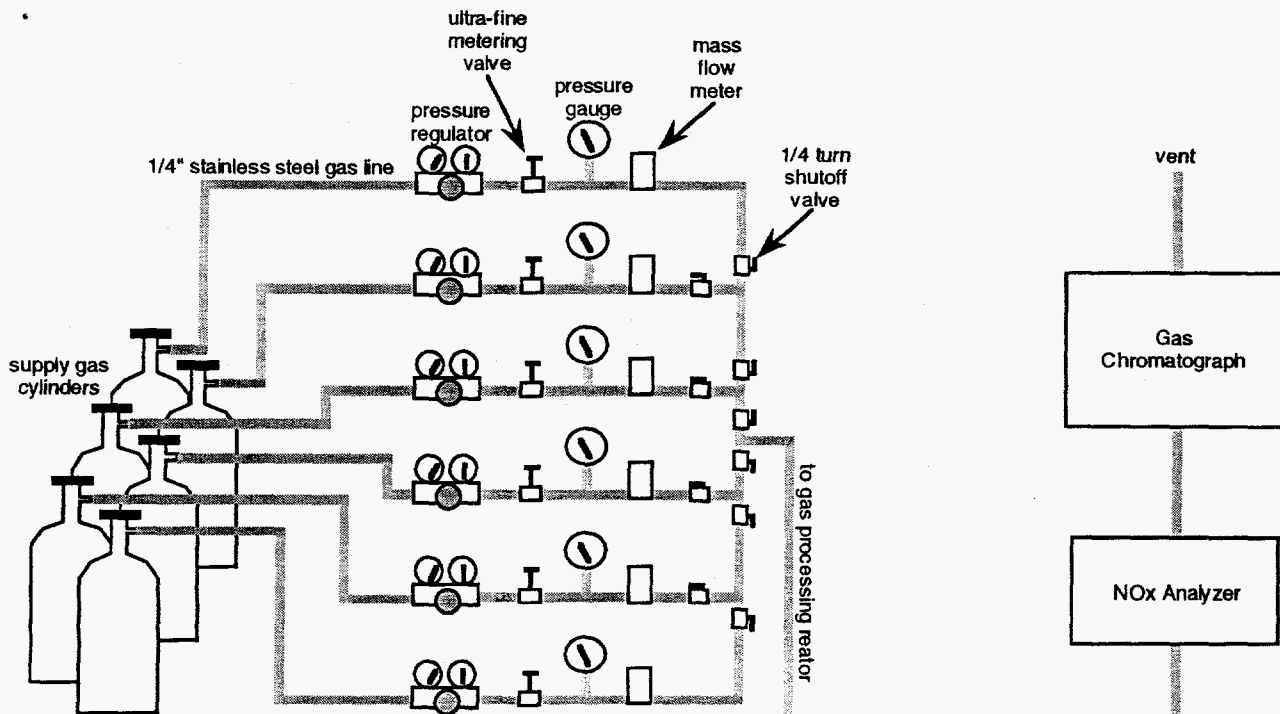 ultra-fine
metering
valve
mass
flow
meter
pressure
gauge
pressure
regulator
1/4" stainless steel gas line
1/4 turn
shutoff
valve
vent
supply gas
cylinders
Gas
Chromatograph
to gas processing reator
NOx Analyzer